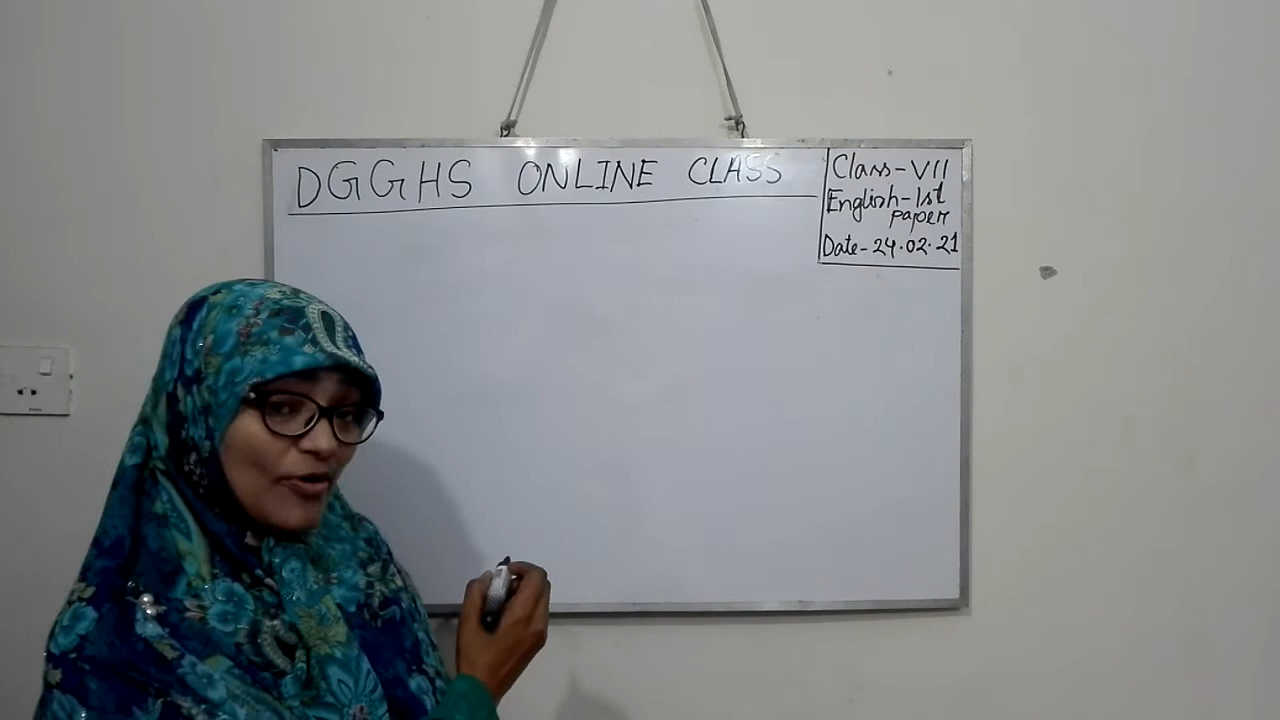 DGGHS ONLINE CLASS
Class-VII
English-1st
paper
Date-24.02.21